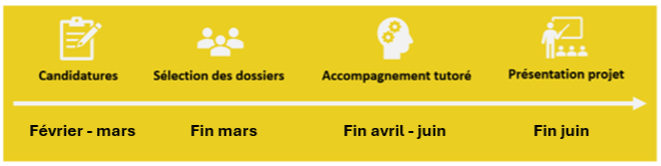 Candidatures
Sélection des dossiers
Accompagnement tutoré
Présentation projet
Février - mars
Fin mars
Fin avril - juin
Fin juin